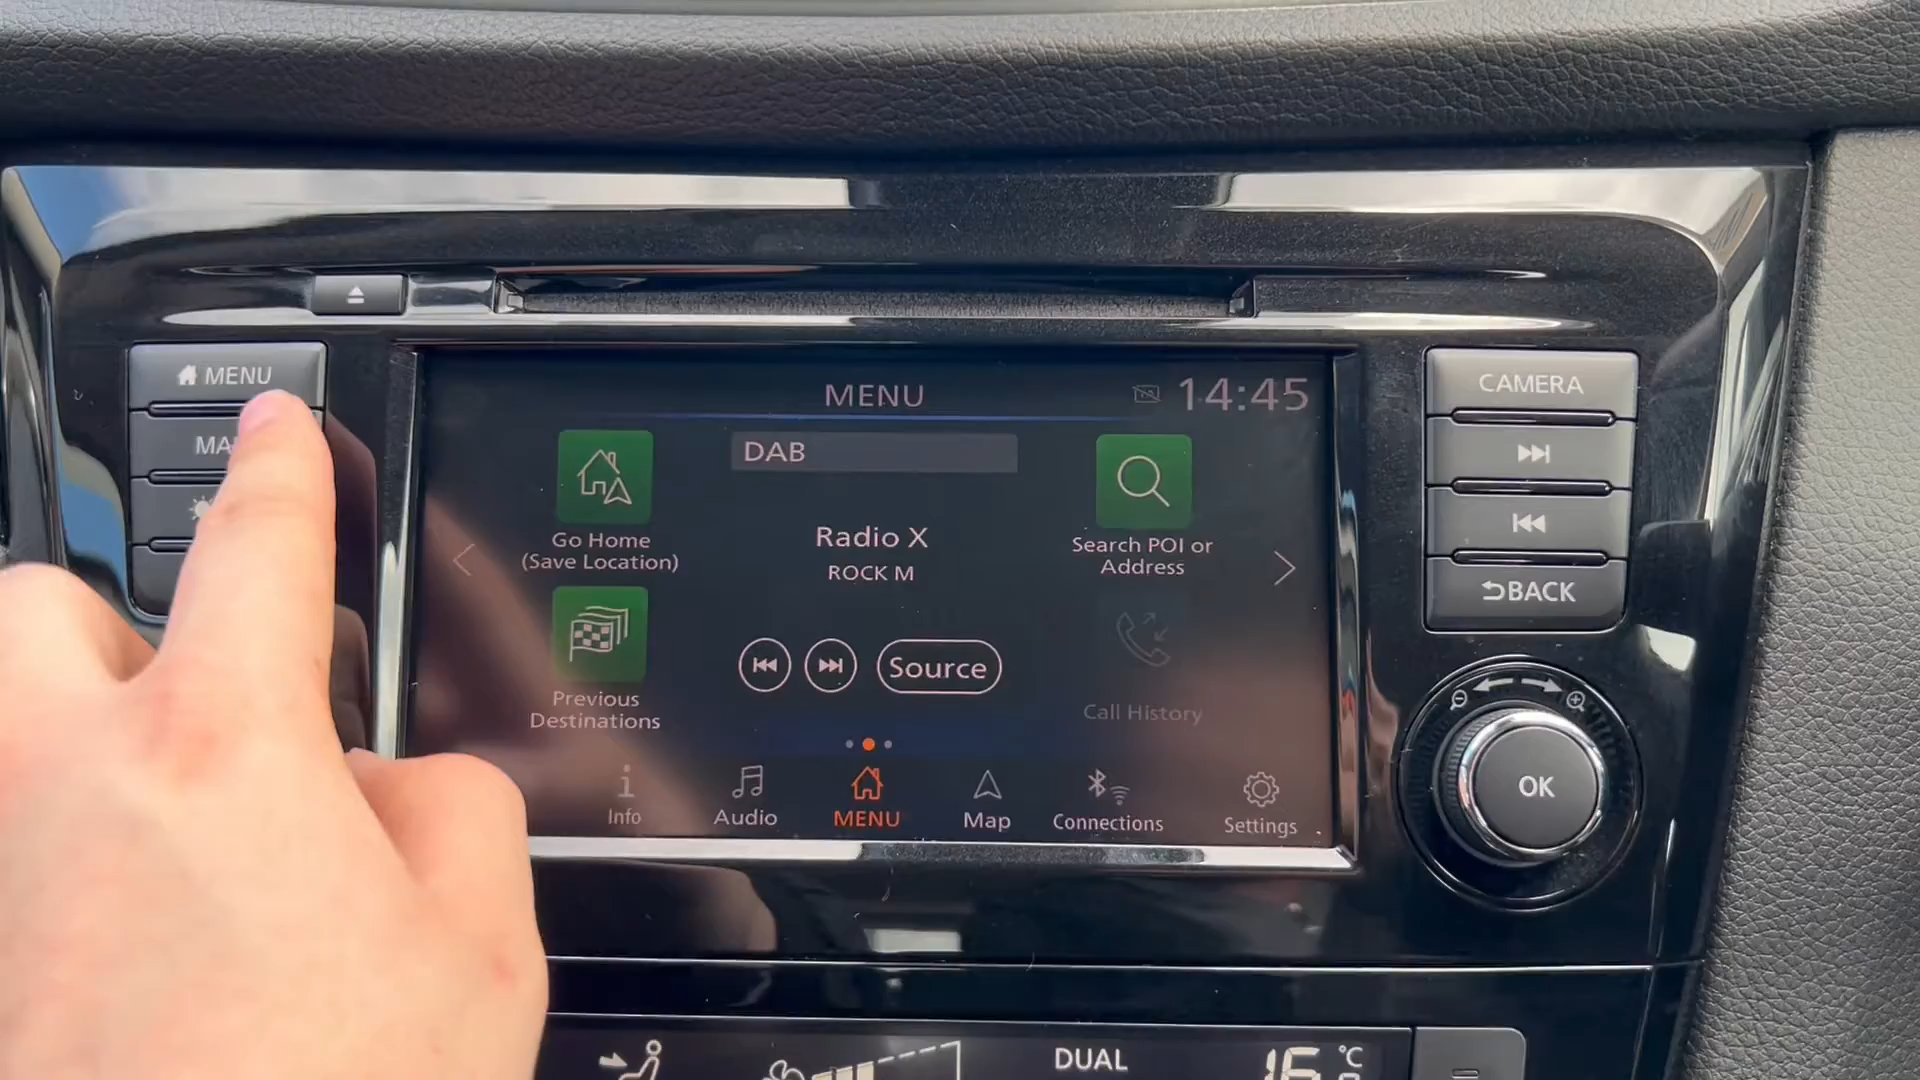 MENU
MA
MENU
14:45
DAB
Radio X
ROCK M
Source
Go Home
(Save Location)
Previous
Destinations
Search POI or
Address
Call History
Info
Audio
MENU
Map
Connections
Settings
CAMERA
BACK
OK
DUAL
16 °C